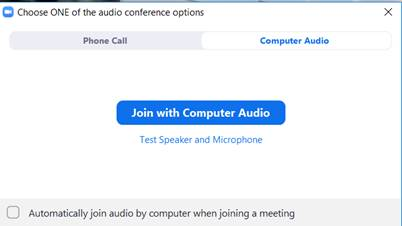 Choose ONE of the audio conference options
Phone Call
Computer Audio
Join with Computer Audio
Test Speaker and Microphone
Automatically join audio by computer when joining a meeting